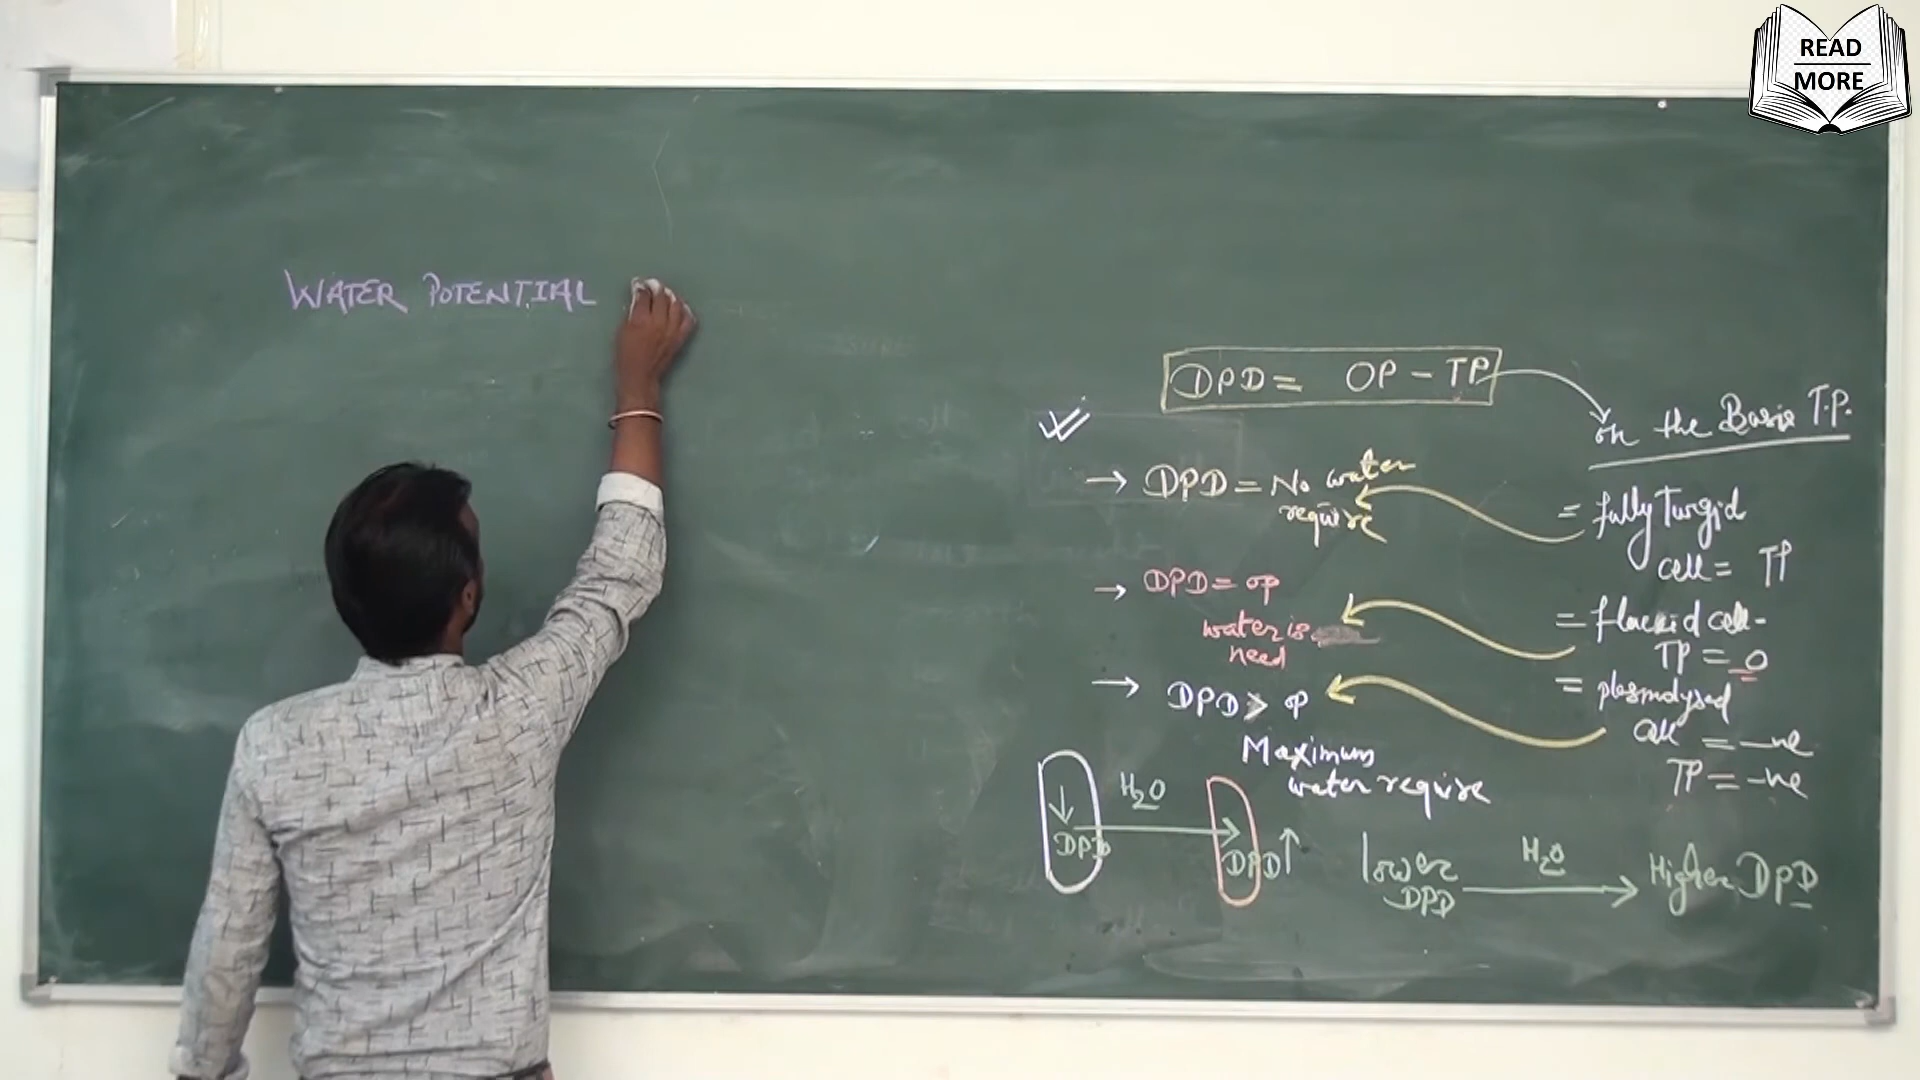 READ
MORE
WATER POTENTIAL
DPD = OP - TP
on the Basis T.P.
→ DPD = No water
require
= fully Turgid
cell = TP
→ DPD = op
water is
need
= flaccid cell-
TP = 0
→ DPD > op
Maximum
water require
= plasmolysed
cell = -ve
TP = -ve
H2O
↓
DPD
DPD↑
lower
DPD
H2O
Higher DPD